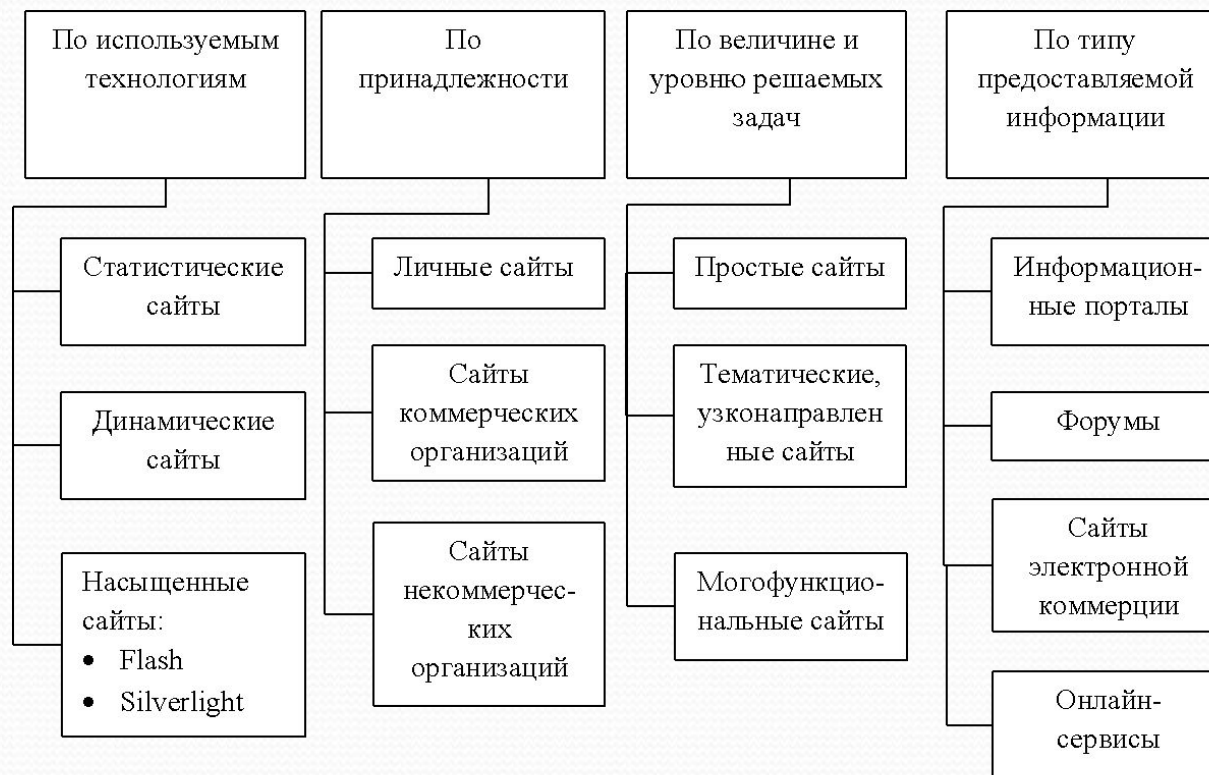 По используемым
технологиям
Статистические
сайты
Динамические
сайты
Насыщенные
сайты:
• Flash
• Silverlight
По
принадлежности
Личные сайты
Сайты
коммерческих
организаций
Сайты
некоммерчес-
ких
организаций
По величине и
уровню решаемых
задач
Простые сайты
Тематические,
узконаправлен
ные сайты
Могофункцио-
нальные сайты
По типу
предоставляемой
информации
Информацион-
ные порталы
Форумы
Сайты
электронной
коммерции
Онлайн-
сервисы